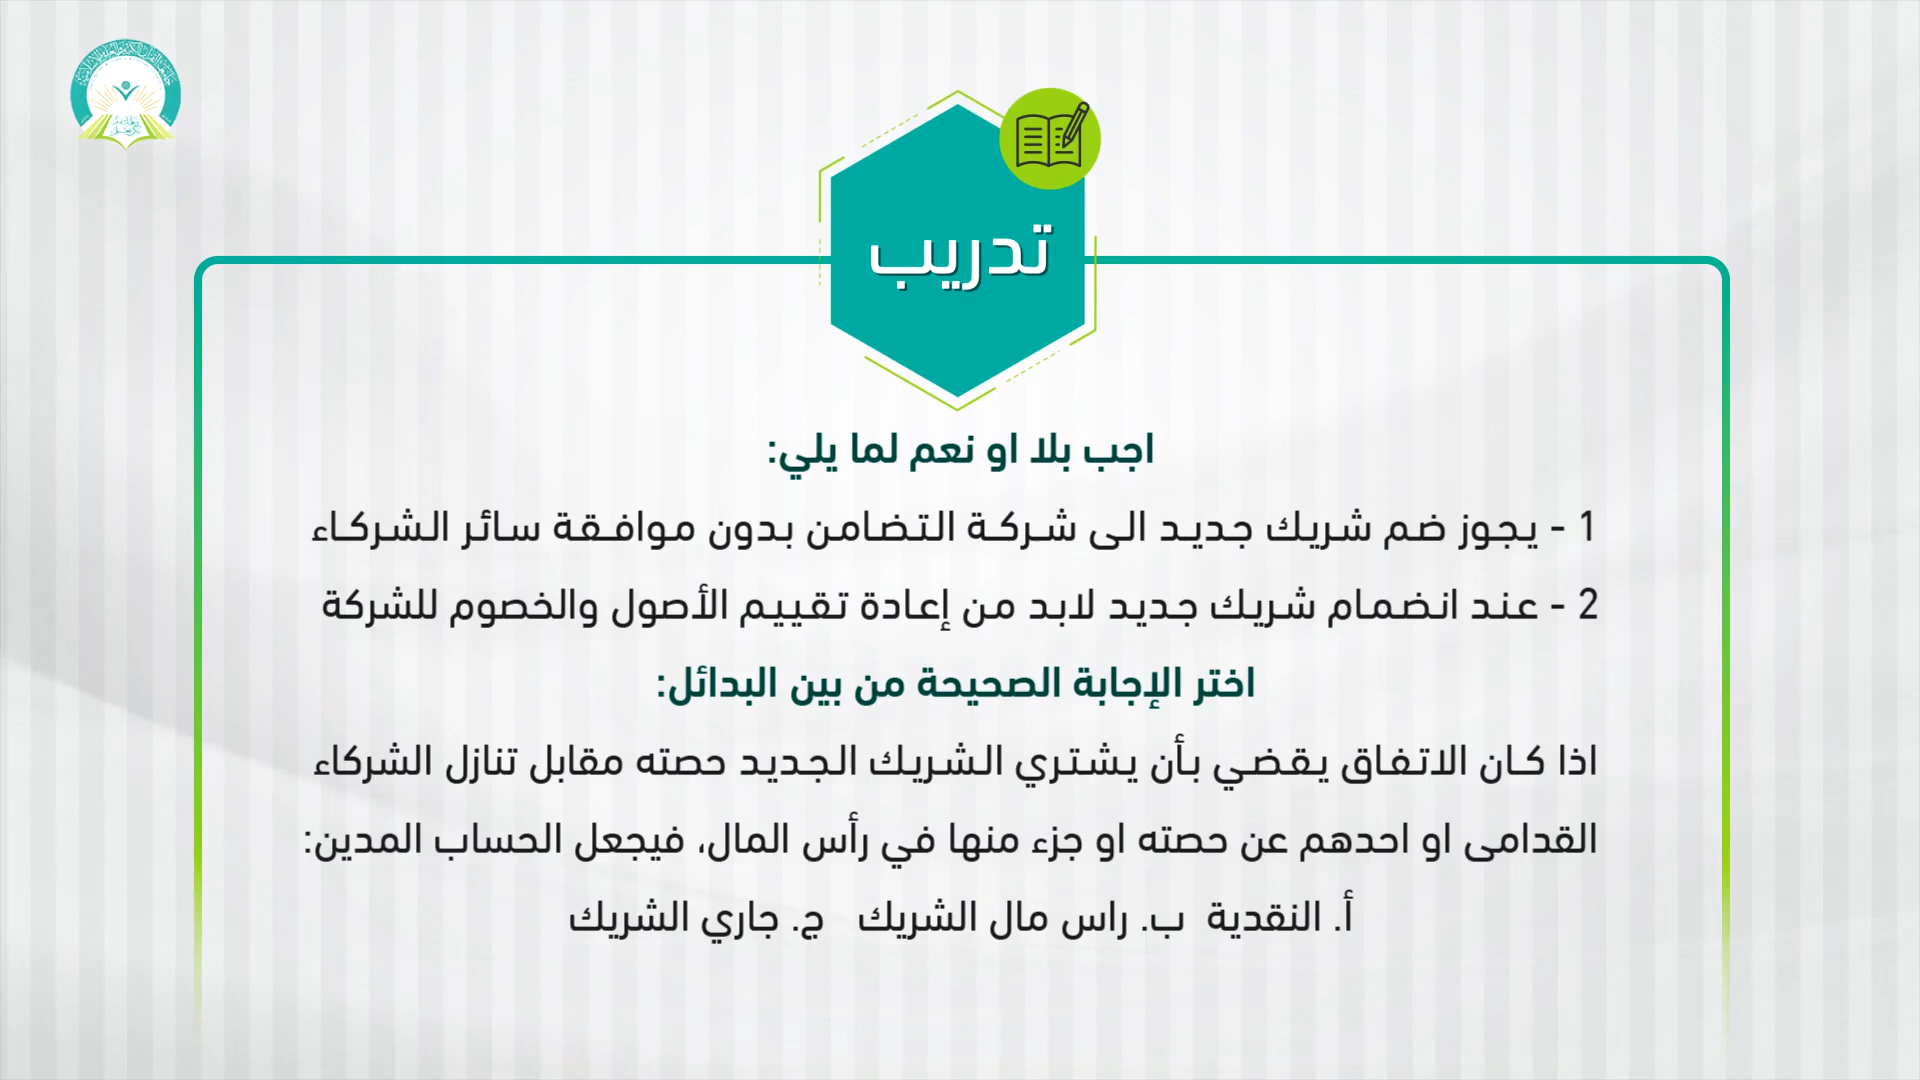 تدريب
اجب بلا او نعم لما يلي:
1 - يجوز ضم شريك جديد الى شركة التضامن بدون موافقة سائر الشركاء
2 - عند انضمام شريك جديد لابد من إعادة تقييم الأصول والخصوم للشركة
اختر الإجابة الصحيحة من بين البدائل:
اذا كان الاتفاق يقضي بأن يشتري الشريك الجديد حصته مقابل تنازل الشركاء
القدامى او احدهم عن حصته او جزء منها في رأس المال، فيجعل الحساب المدين:
أ. النقدية ب. راس مال الشريك ج. جاري الشريك